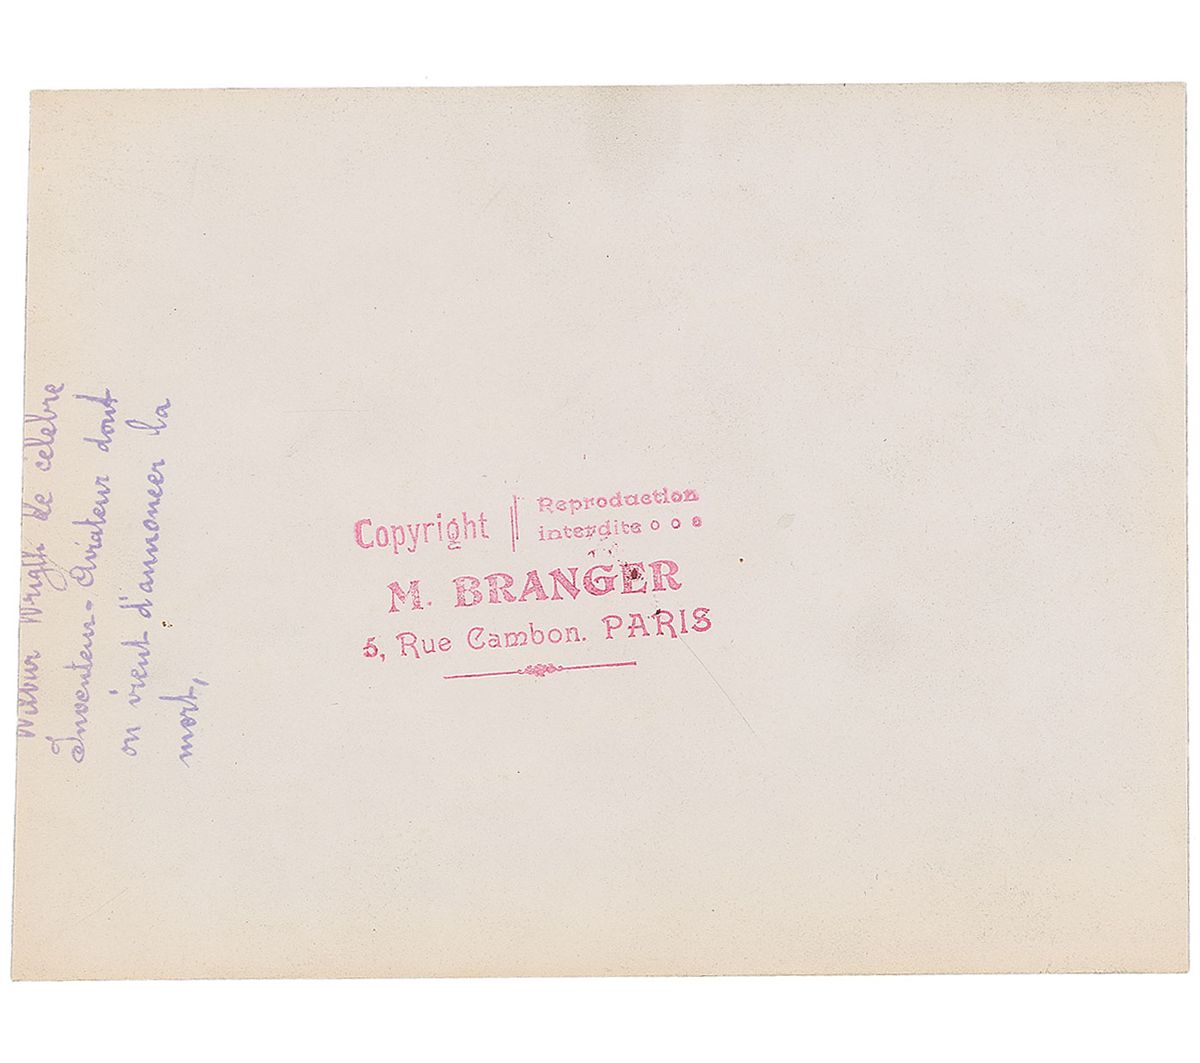 Wilbur Wrigth le célèbre
Inventeur-Aviateur dont
on vient d'annoncer la
mort,
Copyright
Reproduction
interdite o o o
M. BRANGER
5, Rue Cambon. PARIS